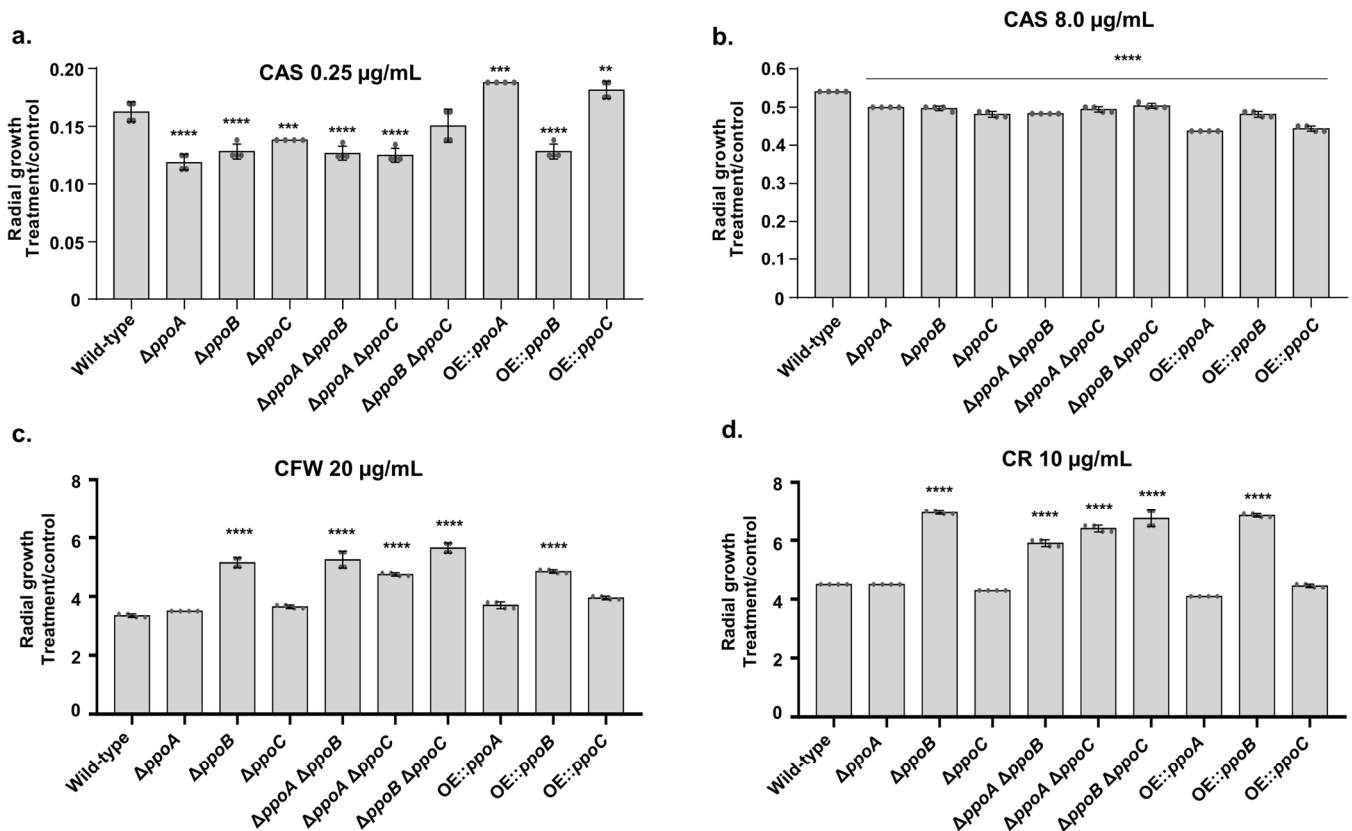 a.
CAS 0.25 µg/mL
Radial growth
Treatment/control
0.20
0.15
0.10
0.05
0
****
****
***
****
****
***
****
**
Wild-type
ΔppoA
ΔppoB
ΔppoC
ΔppoA ΔppoB
ΔppoA ΔppoC
ΔppoB ΔppoC
OE::ppoA
OE::ppoB
OE::ppoC
b.
CAS 8.0 µg/mL
Radial growth
Treatment/control
0.6
0.5
0.4
0.3
0.2
0.1
0
****
Wild-type
ΔppoA
ΔppoB
ΔppoC
ΔppoA ΔppoB
ΔppoA ΔppoC
ΔppoB ΔppoC
OE::ppoA
OE::ppoB
OE::ppoC
c.
CFW 20 µg/mL
Radial growth
Treatment/control
8
6
4
2
0
****
****
****
****
****
Wild-type
ΔppoA
ΔppoB
ΔppoC
ΔppoA ΔppoB
ΔppoA ΔppoC
ΔppoB ΔppoC
OE::ppoA
OE::ppoB
OE::ppoC
d.
CR 10 µg/mL
Radial growth
Treatment/control
8
6
4
2
0
****
****
****
****
****
Wild-type
ΔppoA
ΔppoB
ΔppoC
ΔppoA ΔppoB
ΔppoA ΔppoC
ΔppoB ΔppoC
OE::ppoA
OE::ppoB
OE::ppoC